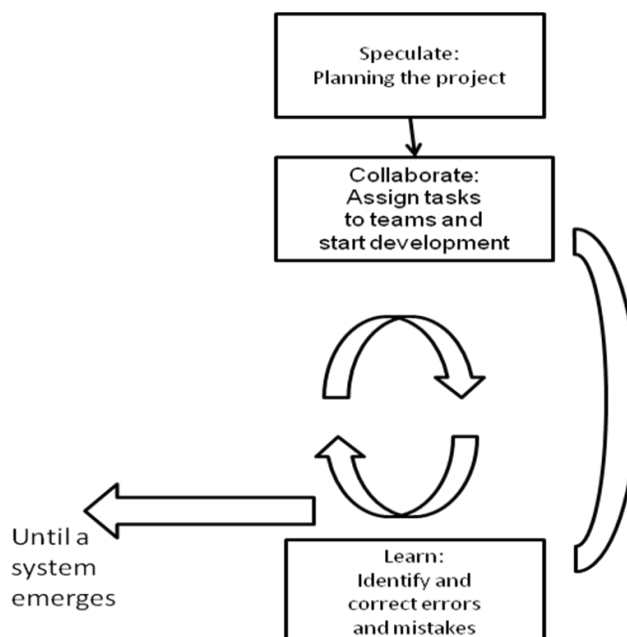 Speculate:
Planning the project
Collaborate:
Assign tasks
to teams and
start development
Until a
system
emerges
Learn:
Identify and
correct errors
and mistakes